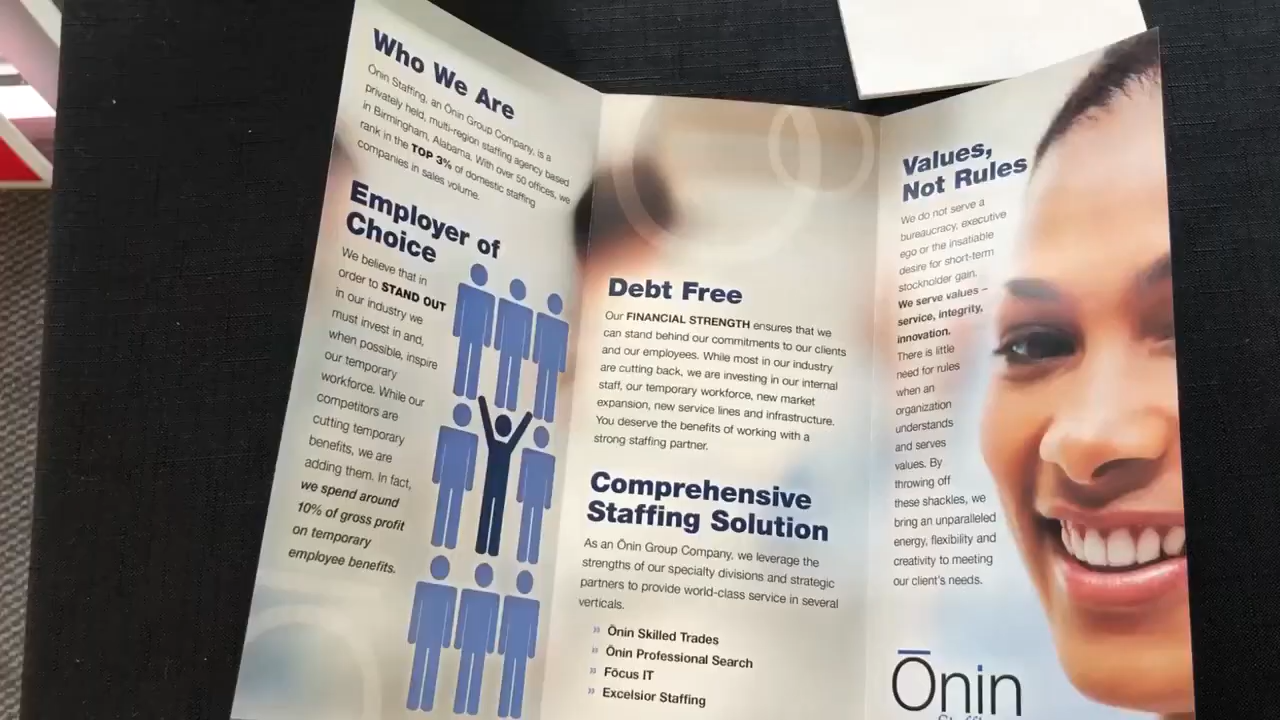 Who We Are
Ōnin Staffing, an Ōnin Group Company, is a
privately held, multi-region staffing agency based
in Birmingham, Alabama. With over 50 offices, we
rank in the TOP 3% of domestic staffing
companies in sales volume.
Employer of
Choice
We believe that in
order to STAND OUT
in our industry we
must invest in and,
when possible, inspire
our temporary
workforce. While our
competitors are
cutting temporary
benefits, we are
adding them. In fact,
we spend around
10% of gross profit
on temporary
employee benefits.
Debt Free
Our FINANCIAL STRENGTH ensures that we
can stand behind our commitments to our clients
and our employees. While most in our industry
are cutting back, we are investing in our internal
staff, our temporary workforce, new market
expansion, new service lines and infrastructure.
You deserve the benefits of working with a
strong staffing partner.
Comprehensive
Staffing Solution
As an Ōnin Group Company, we leverage the
strengths of our specialty divisions and strategic
partners to provide world-class service in several
verticals.
» Ōnin Skilled Trades
» Ōnin Professional Search
» Fōcus IT
» Excelsior Staffing
Values,
Not Rules
We do not serve a
bureaucracy, executive
ego or the insatiable
desire for short-term
stockholder gain.
We serve values –
service, integrity,
innovation.
There is little
need for rules
when an
organization
understands
and serves
values. By
throwing off
these shackles, we
bring an unparalleled
energy, flexibility and
creativity to meeting
our client's needs.
Ōnin